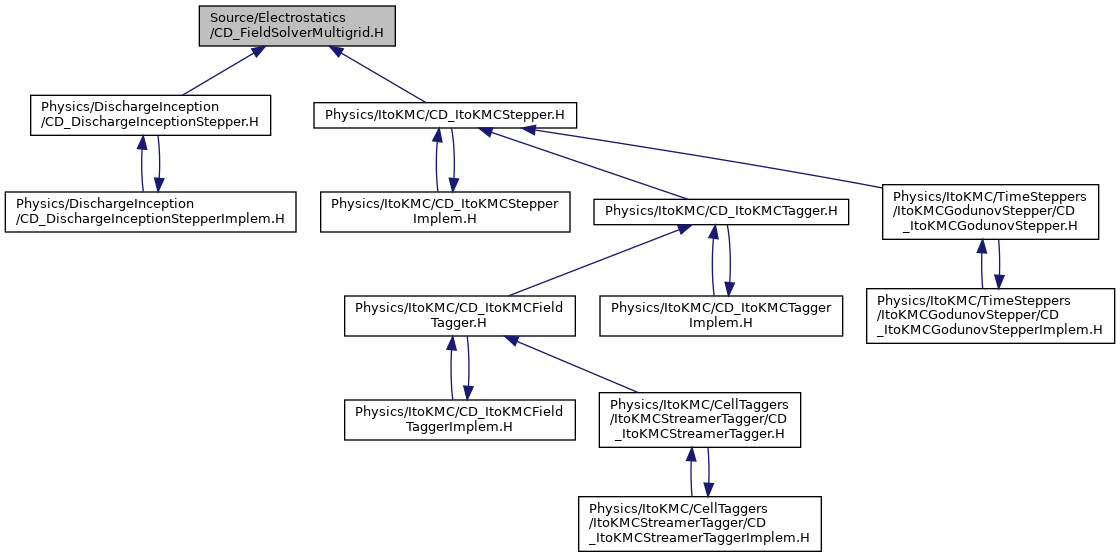 Source/Electrostatics
/CD_FieldSolverMultigrid.H
Physics/DischargeInception
/CD_DischargeInceptionStepper.H
Physics/ItoKMC/CD_ItoKMCStepper.H
Physics/DischargeInception
/CD_DischargeInceptionStepperImplem.H
Physics/ItoKMC/CD_ItoKMCStepper
Implem.H
Physics/ItoKMC/CD_ItoKMCTagger.H
Physics/ItoKMC/TimeSteppers
/ItoKMCGodunovStepper/CD
_ItoKMCGodunovStepper.H
Physics/ItoKMC/CD_ItoKMCField
Tagger.H
Physics/ItoKMC/CD_ItoKMCTagger
Implem.H
Physics/ItoKMC/TimeSteppers
/ItoKMCGodunovStepper/CD
_ItoKMCGodunovStepperImplem.H
Physics/ItoKMC/CD_ItoKMCField
TaggerImplem.H
Physics/ItoKMC/CellTaggers
/ItoKMCStreamerTagger/CD
_ItoKMCStreamerTagger.H
Physics/ItoKMC/CellTaggers
/ItoKMCStreamerTagger/CD
_ItoKMCStreamerTaggerImplem.H